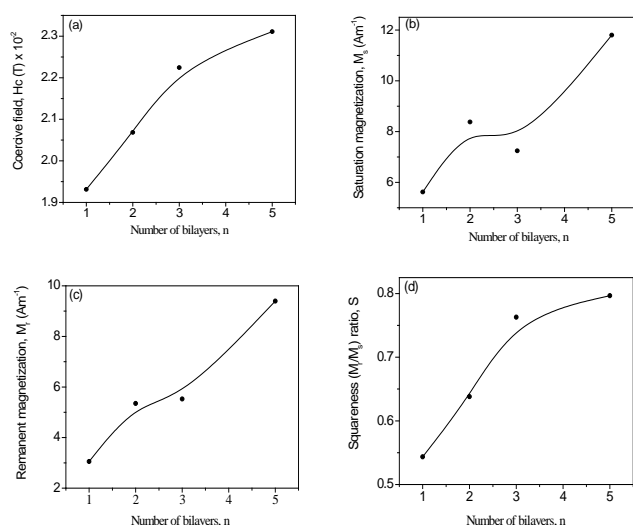 (a)
Coercive field, Hc (T) x 10⁻²
2.3
2.2
2.1
2.0
1.9
1 2 3 4 5
Number of bilayers, n
(b)
Saturation magnetization, Mₛ (Am⁻¹)
12
10
8
6
1 2 3 4 5
Number of bilayers, n
(c)
Remanent magnetization, Mᵣ (Am⁻¹)
10
8
6
4
2
1 2 3 4 5
Number of bilayers, n
(d)
Squareness (Mᵣ/Mₛ) ratio, S
0.8
0.7
0.6
0.5
1 2 3 4 5
Number of bilayers, n